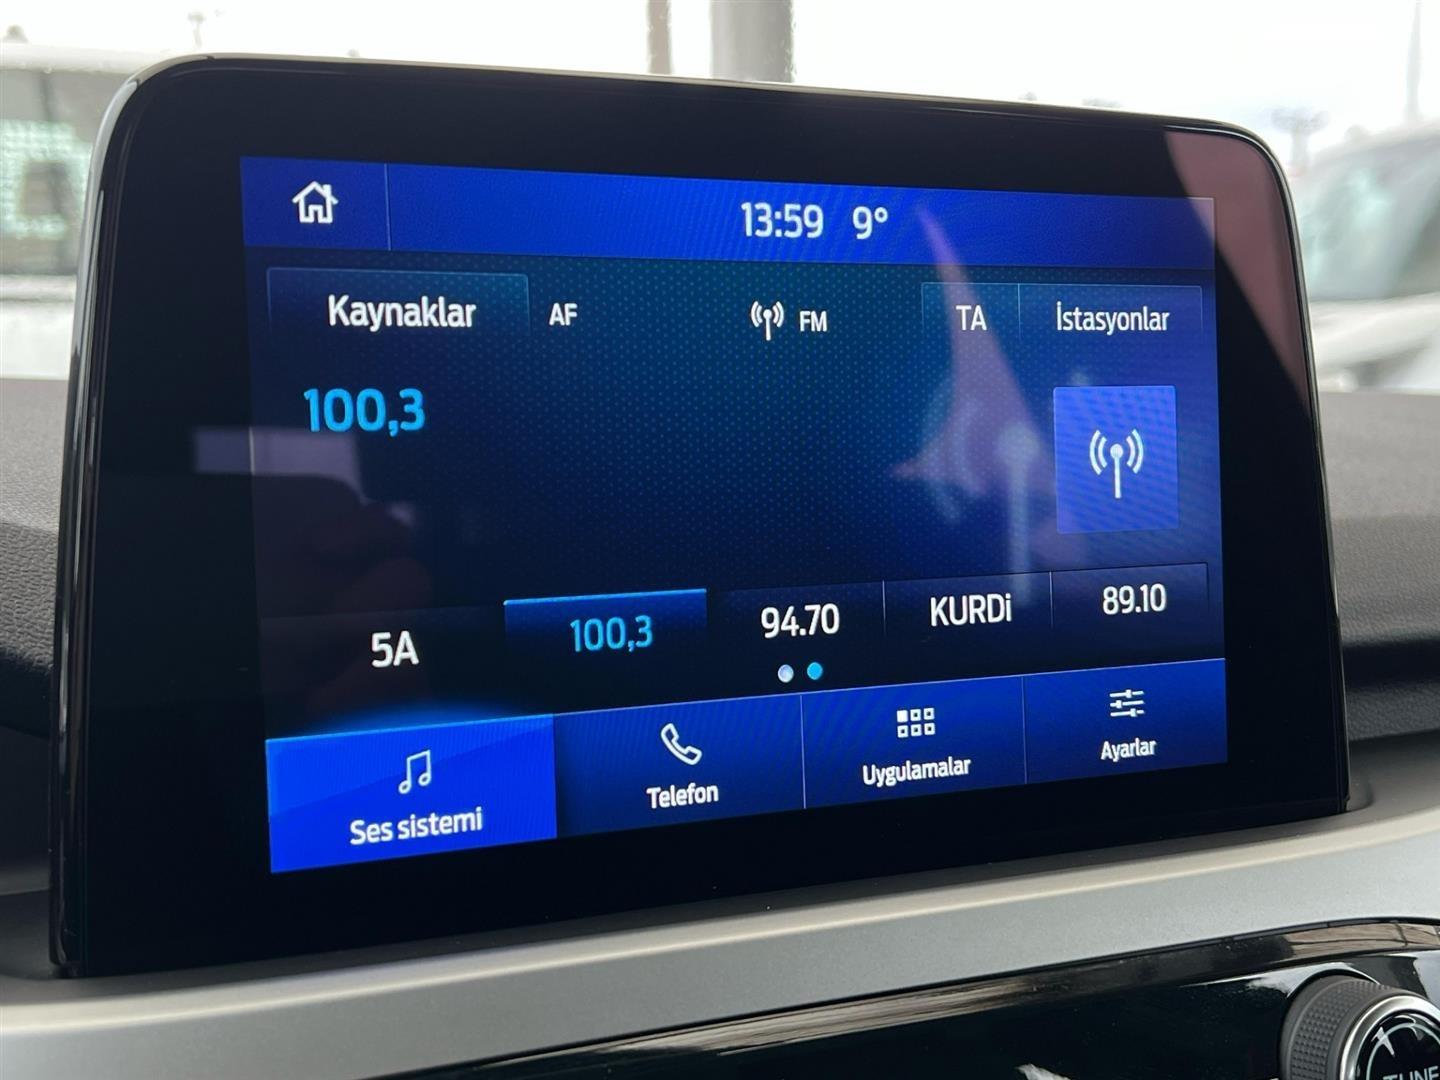 13:59 9°
Kaynaklar AF FM TA İstasyonlar
100,3
5A 100,3 94.70 KURDİ 89.10
Ses sistemi Telefon Uygulamalar Ayarlar
TUNE